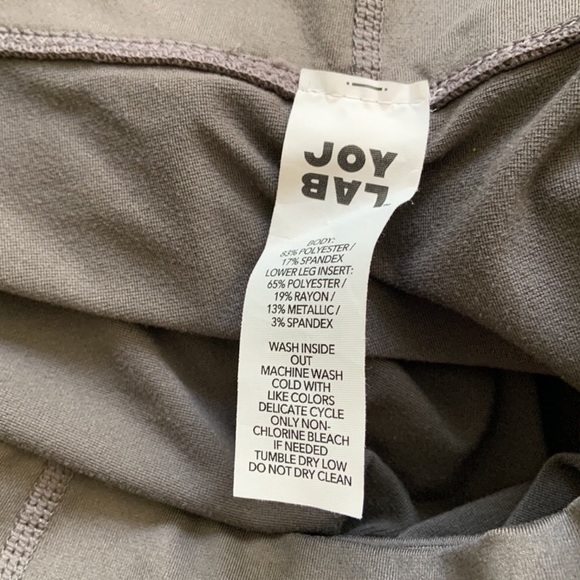 JOY
LAB
BODY:
83% POLYESTER /
17% SPANDEX
LOWER LEG INSERT:
65% POLYESTER /
19% RAYON /
13% METALLIC /
3% SPANDEX
WASH INSIDE
OUT
MACHINE WASH
COLD WITH
LIKE COLORS
DELICATE CYCLE
ONLY NON-
CHLORINE BLEACH
IF NEEDED
TUMBLE DRY LOW
DO NOT DRY CLEAN